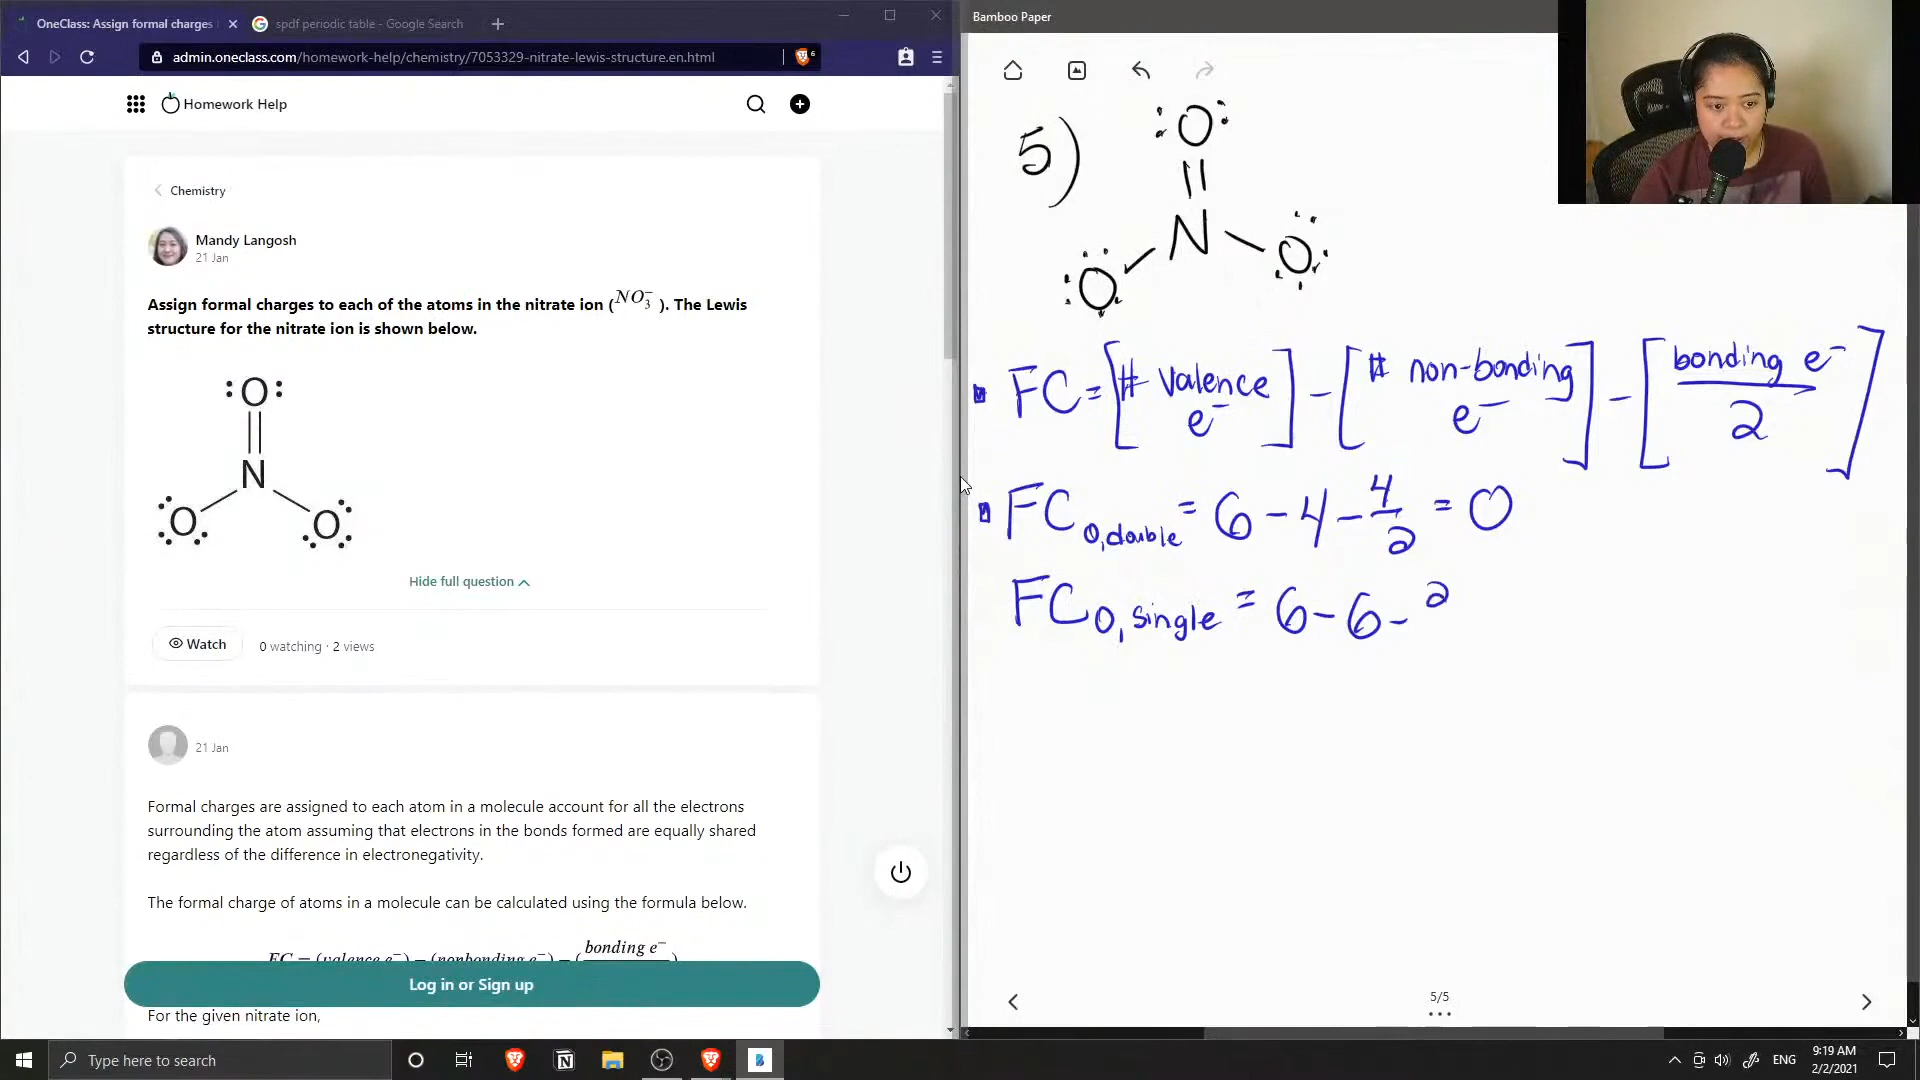 OneClass: Assign formal charges
spdf periodic table - Google Search
admin.oneclass.com/homework-help/chemistry/7053329-nitrate-lewis-structure.en.html
6
Homework Help
Chemistry
Mandy Langosh
21 Jan
Assign formal charges to each of the atoms in the nitrate ion (NO3−). The Lewis
structure for the nitrate ion is shown below.
:O:
N
O O
Hide full question
Watch
0 watching · 2 views
21 Jan
Formal charges are assigned to each atom in a molecule account for all the electrons
surrounding the atom assuming that electrons in the bonds formed are equally shared
regardless of the difference in electronegativity.
The formal charge of atoms in a molecule can be calculated using the formula below.
FC = (valence e−) − (nonbonding e−) − (bonding e−)
Log in or Sign up
For the given nitrate ion,
Bamboo Paper
5)
:O:
N
O O
FC = [# valence e−] − [# non-bonding e−] − [bonding e− / 2]
FC O, double = 6 − 4 − 4/2 = 0
FC O, single = 6 − 6 − 2
5/5
Type here to search
ENG
9:19 AM
2/2/2021